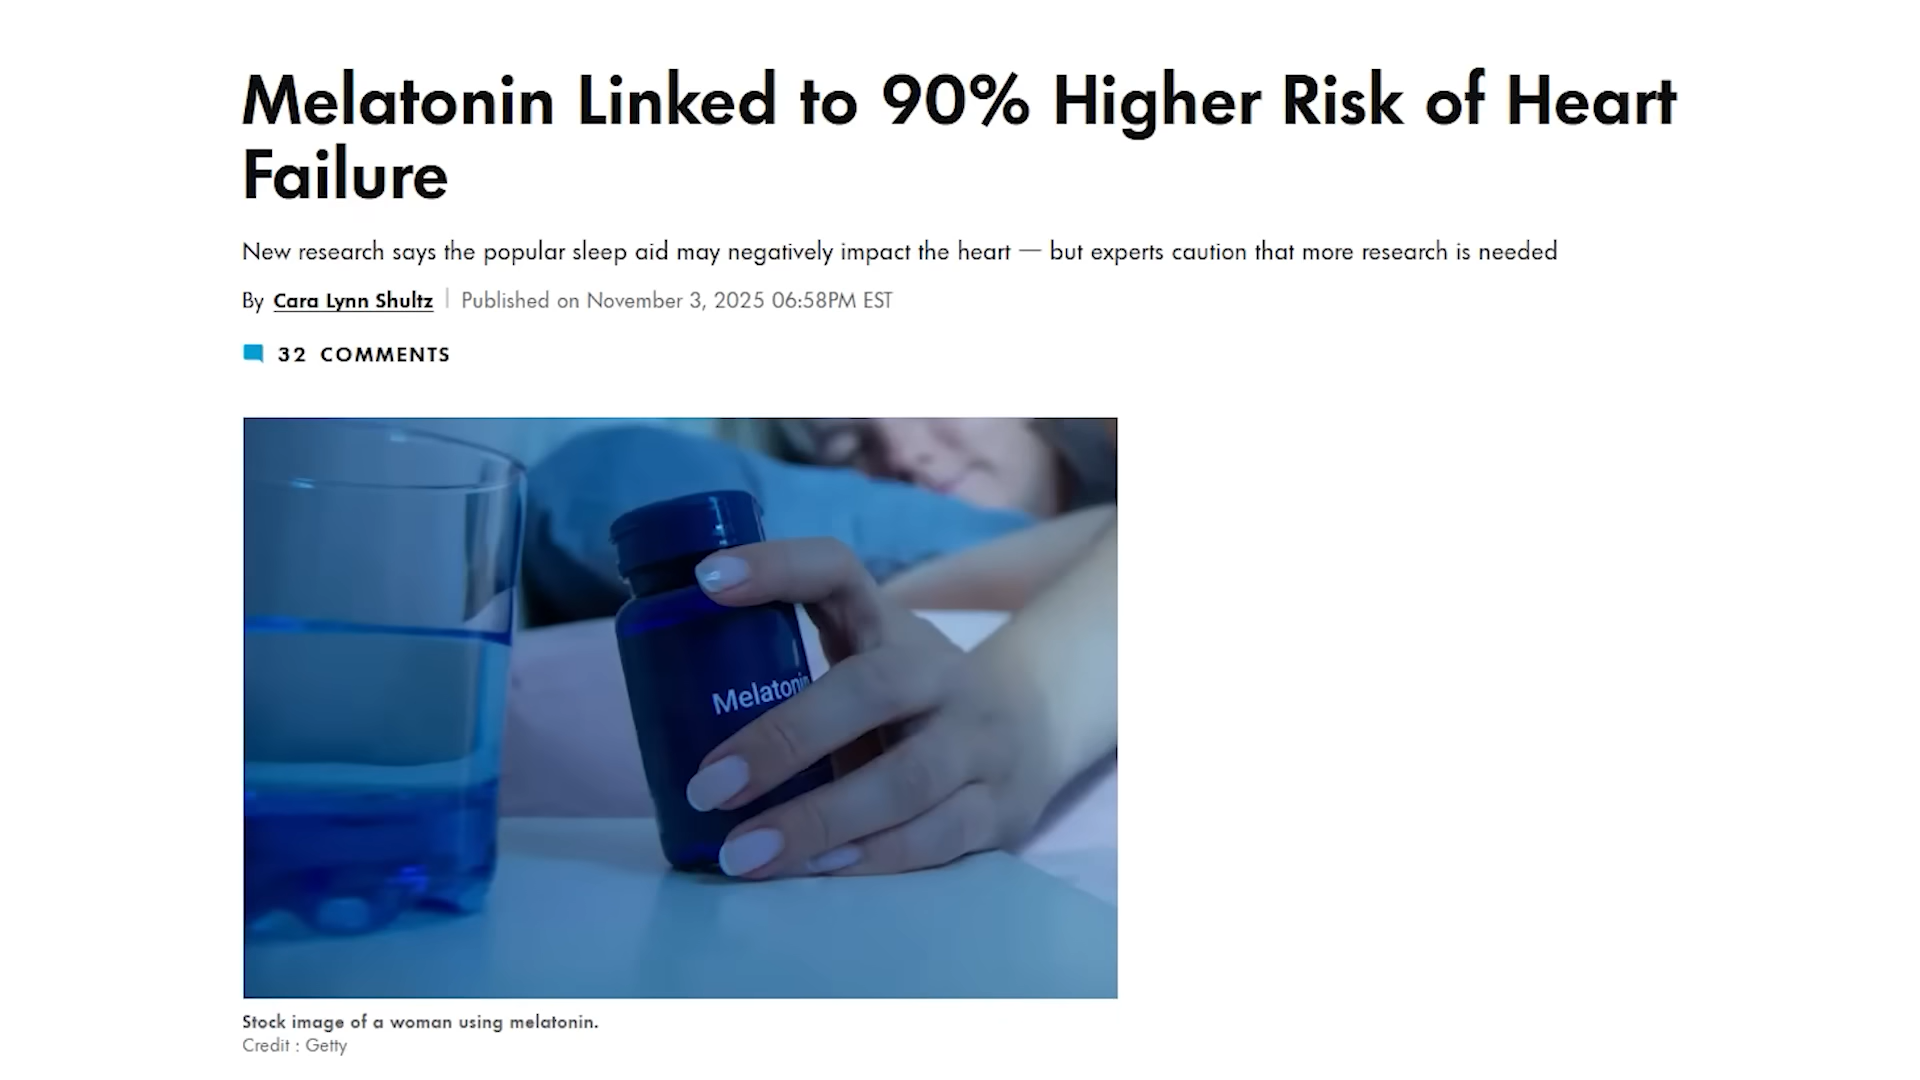 Melatonin Linked to 90% Higher Risk of Heart
Failure
New research says the popular sleep aid may negatively impact the heart — but experts caution that more research is needed
By Cara Lynn Shultz | Published on November 3, 2025 06:58PM EST
32 COMMENTS
Melatonin
Stock image of a woman using melatonin.
Credit : Getty